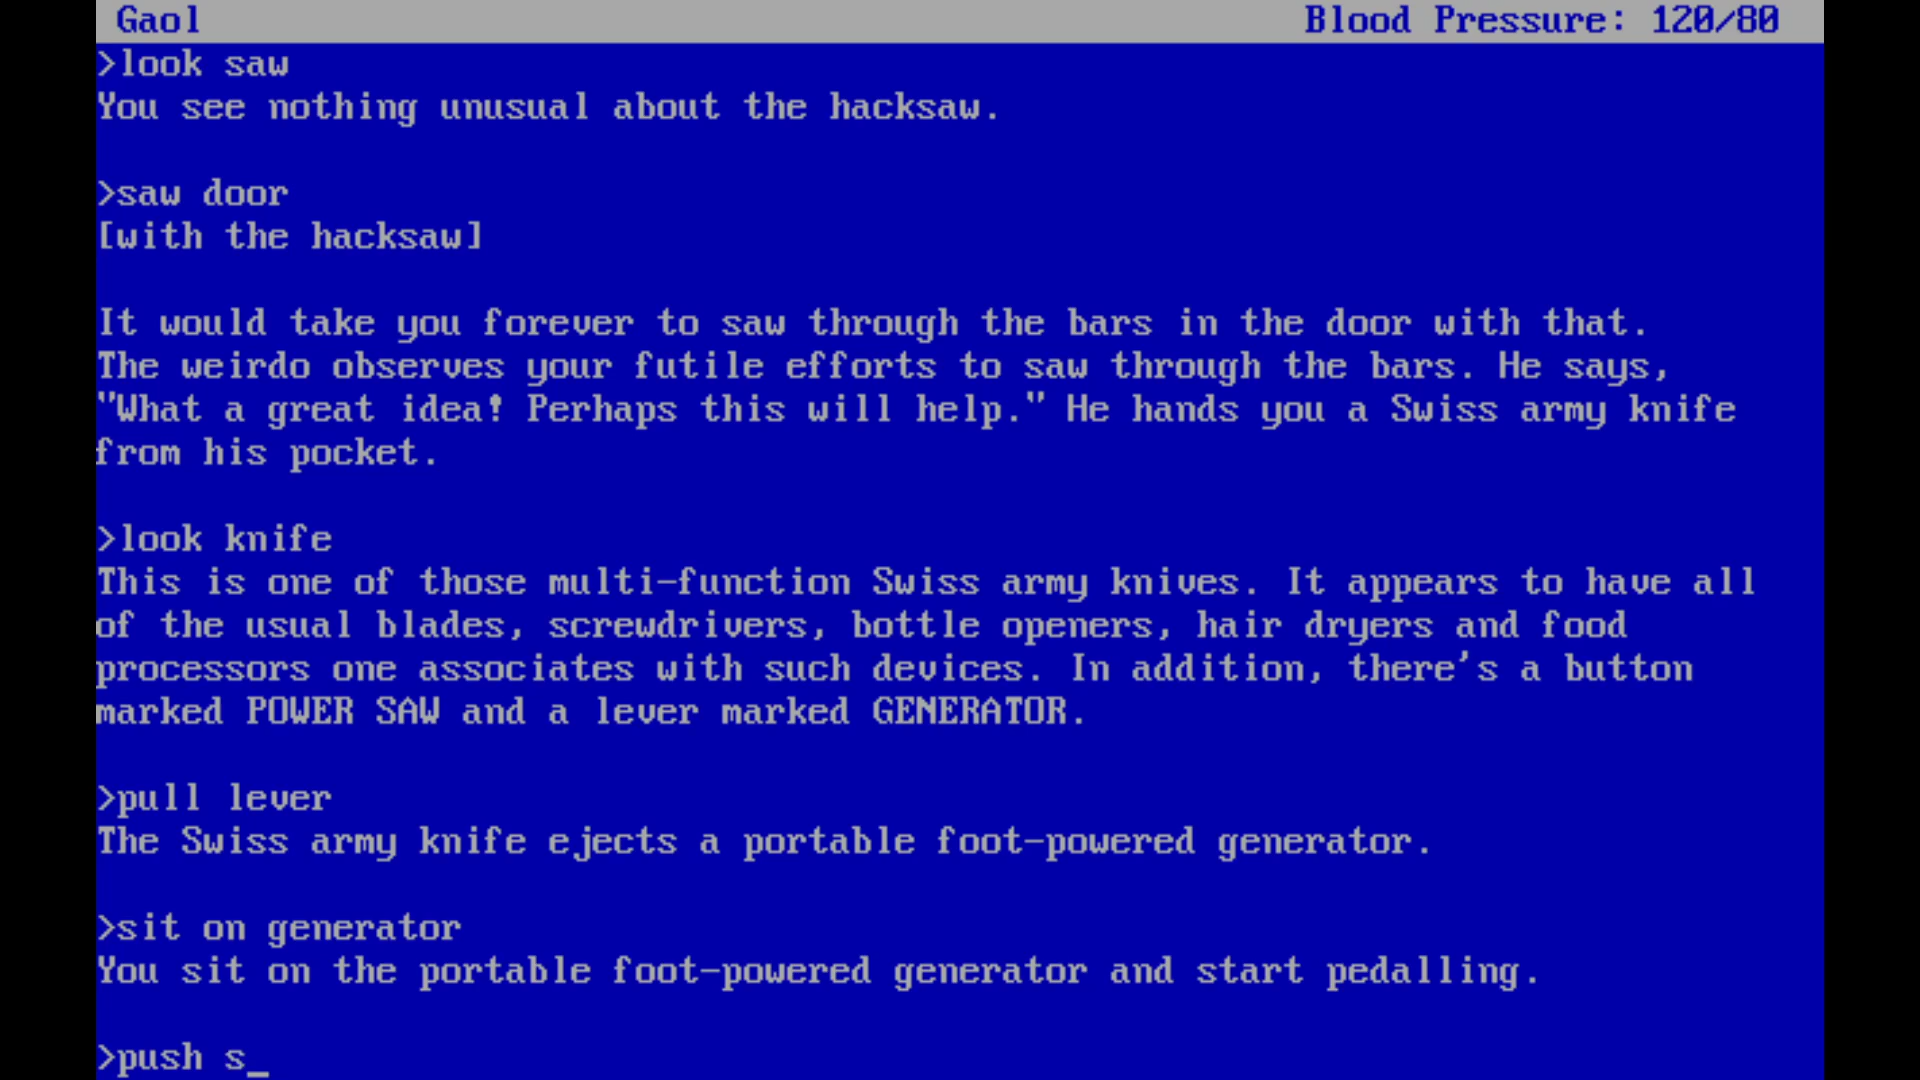 Gaol Blood Pressure: 120/80
>look saw
You see nothing unusual about the hacksaw.
>saw door
[with the hacksaw]
It would take you forever to saw through the bars in the door with that.
The weirdo observes your futile efforts to saw through the bars. He says,
"What a great idea! Perhaps this will help." He hands you a Swiss army knife
from his pocket.
>look knife
This is one of those multi-function Swiss army knives. It appears to have all
of the usual blades, screwdrivers, bottle openers, hair dryers and food
processors one associates with such devices. In addition, there's a button
marked POWER SAW and a lever marked GENERATOR.
>pull lever
The Swiss army knife ejects a portable foot-powered generator.
>sit on generator
You sit on the portable foot-powered generator and start pedalling.
>push s_